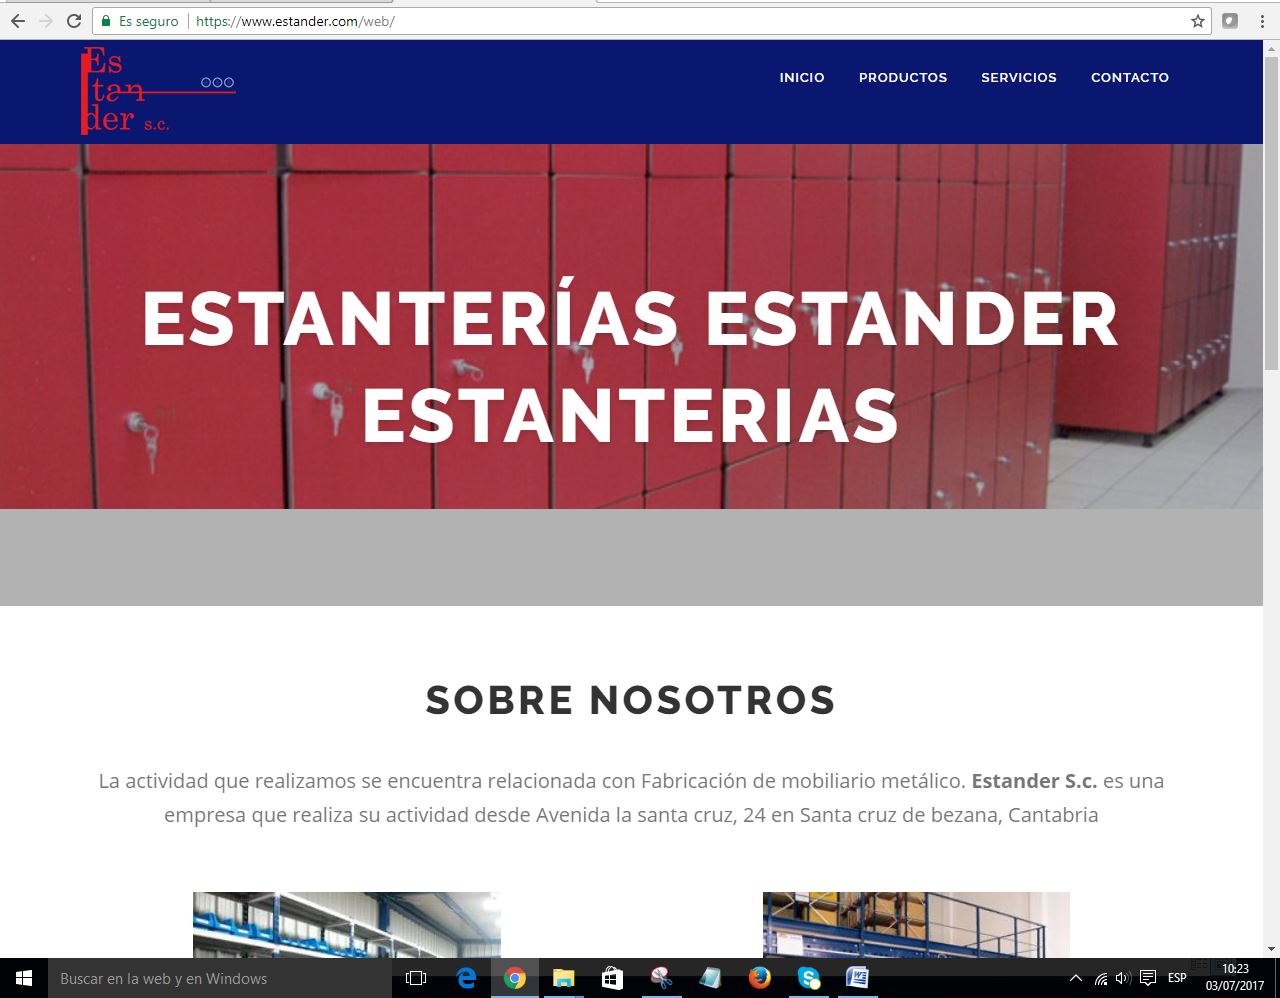 Es seguro https://www.estander.com/web/
Es
tan
der s.c.
INICIO PRODUCTOS SERVICIOS CONTACTO
ESTANTERÍAS ESTANDER
ESTANTERIAS
SOBRE NOSOTROS
La actividad que realizamos se encuentra relacionada con Fabricación de mobiliario metálico. Estander S.c. es una
empresa que realiza su actividad desde Avenida la santa cruz, 24 en Santa cruz de bezana, Cantabria
Buscar en la web y en Windows
ESP
10:23
03/07/2017